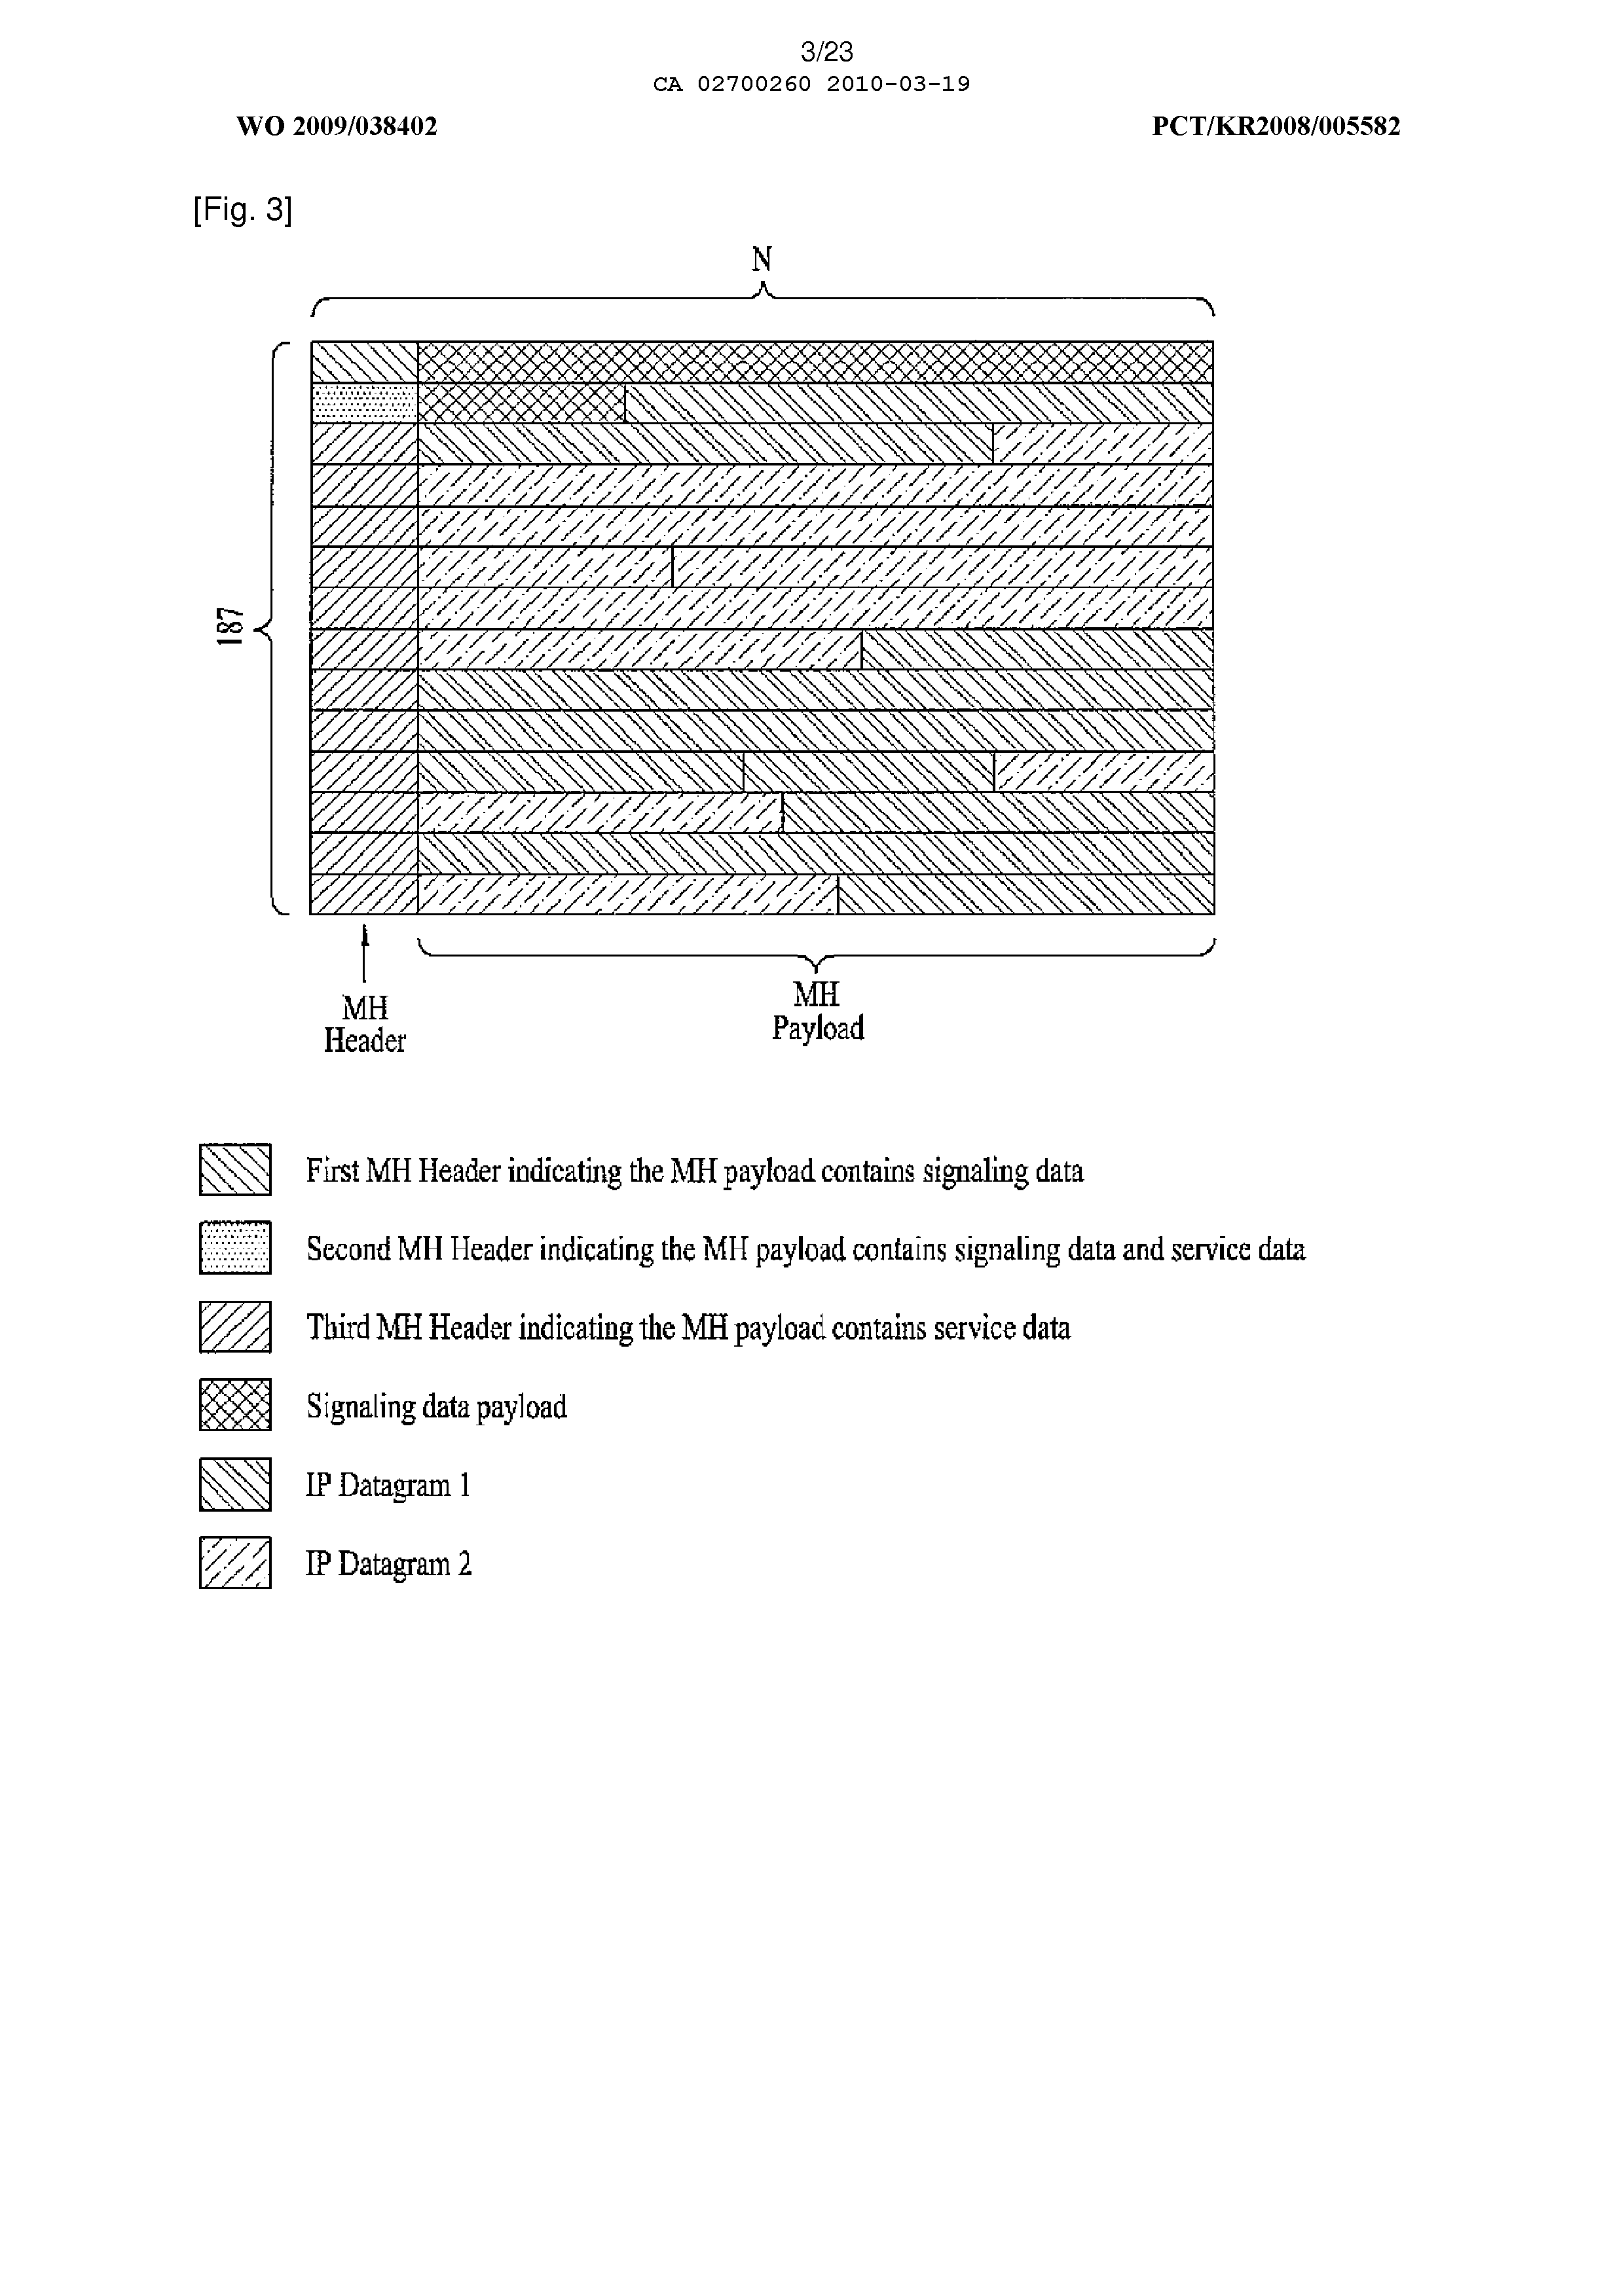 3/23
CA 02700260 2010-03-19
WO 2009/038402
PCT/KR2008/005582
[Fig. 3]
N
187
MH
Header
MH
Payload
First MH Header indicating the MH payload contains signaling data
Second MH Header indicating the MH payload contains signaling data and service data
Third MH Header indicating the MH payload contains service data
Signaling data payload
IP Datagram 1
IP Datagram 2